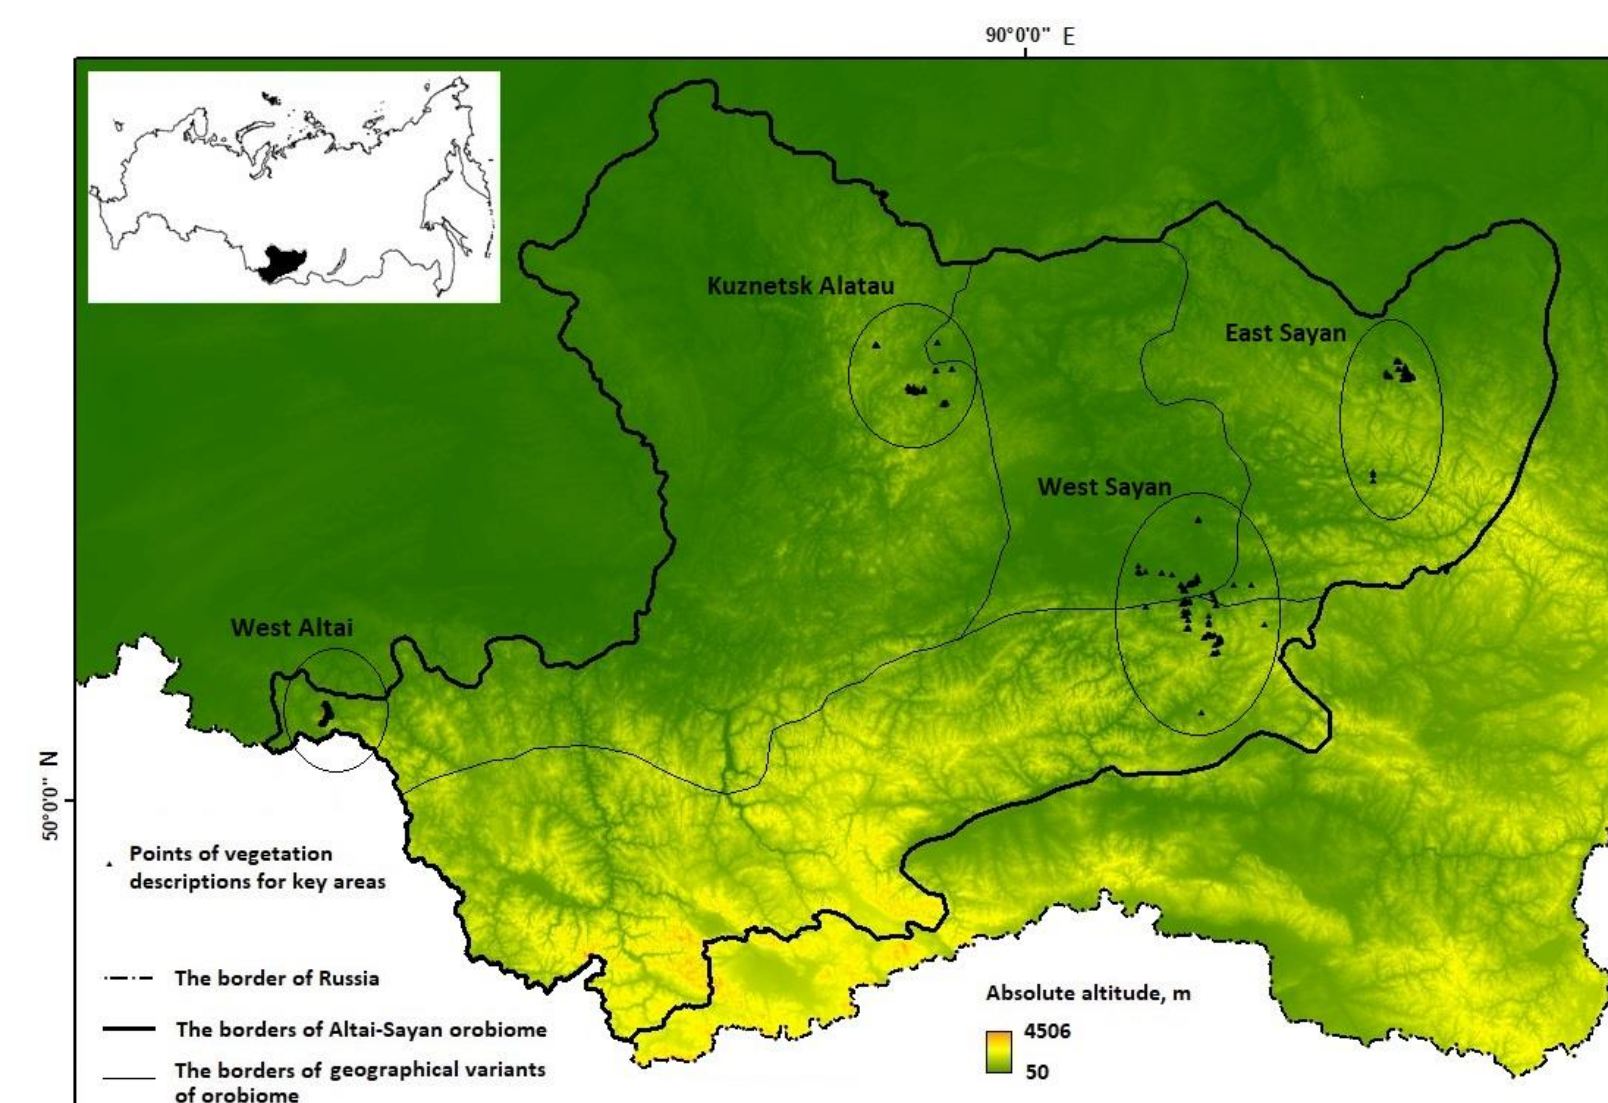 90°0'0" E
Kuznetsk Alatau
East Sayan
West Sayan
West Altai
50°0'0" N
Points of vegetation
descriptions for key areas
The border of Russia
The borders of Altai-Sayan orobiome
The borders of geographical variants
of orobiome
Absolute altitude, m
4506
50